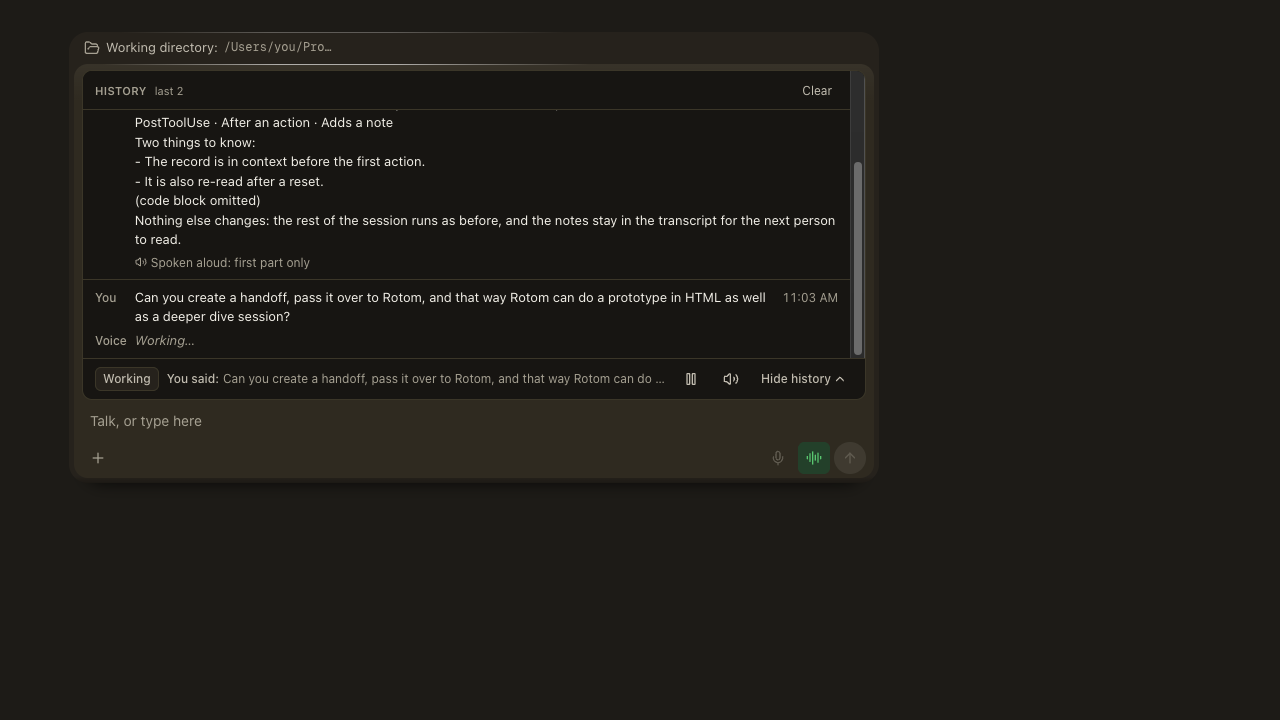 Working directory: /Users/you/Pro…
HISTORY last 2 Clear
PostToolUse · After an action · Adds a note
Two things to know:
- The record is in context before the first action.
- It is also re-read after a reset.
(code block omitted)
Nothing else changes: the rest of the session runs as before, and the notes stay in the transcript for the next person
to read.
Spoken aloud: first part only
You Can you create a handoff, pass it over to Rotom, and that way Rotom can do a prototype in HTML as well 11:03 AM
as a deeper dive session?
Voice Working…
Working You said: Can you create a handoff, pass it over to Rotom, and that way Rotom can do … Hide history
Talk, or type here